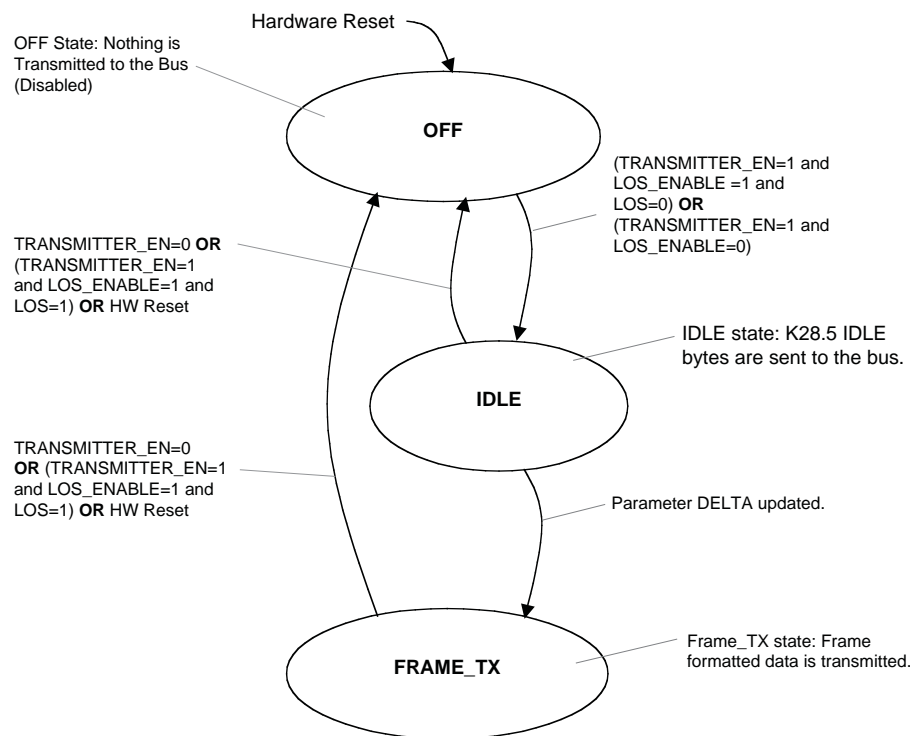 Hardware Reset
OFF State: Nothing is
Transmitted to the Bus
(Disabled)
OFF
(TRANSMITTER_EN=1 and
LOS_ENABLE =1 and
LOS=0) OR
(TRANSMITTER_EN=1 and
LOS_ENABLE=0)
TRANSMITTER_EN=0 OR
(TRANSMITTER_EN=1
and LOS_ENABLE=1 and
LOS=1) OR HW Reset
IDLE state: K28.5 IDLE
bytes are sent to the bus.
IDLE
TRANSMITTER_EN=0
OR (TRANSMITTER_EN=1
and LOS_ENABLE=1 and
LOS=1) OR HW Reset
Parameter DELTA updated.
Frame_TX state: Frame
formatted data is transmitted.
FRAME_TX